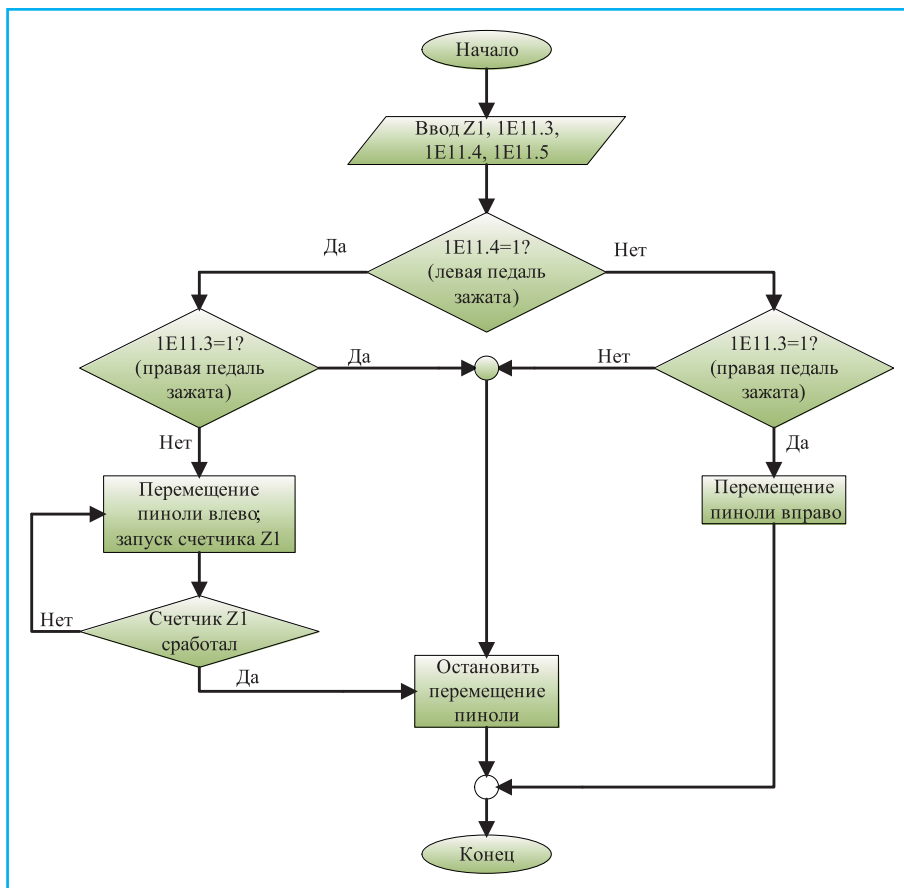 Начало
Ввод Z1, 1E11.3,
1E11.4, 1E11.5
Да
Нет
1E11.4=1?
(левая педаль
зажата)
1E11.3=1?
(правая педаль
зажата)
Да
Нет
1E11.3=1?
(правая педаль
зажата)
Нет
Да
Перемещение
пиноли влево;
запуск счетчика Z1
Перемещение
пиноли вправо
Нет
Счетчик Z1
сработал
Да
Остановить
перемещение
пиноли
Конец